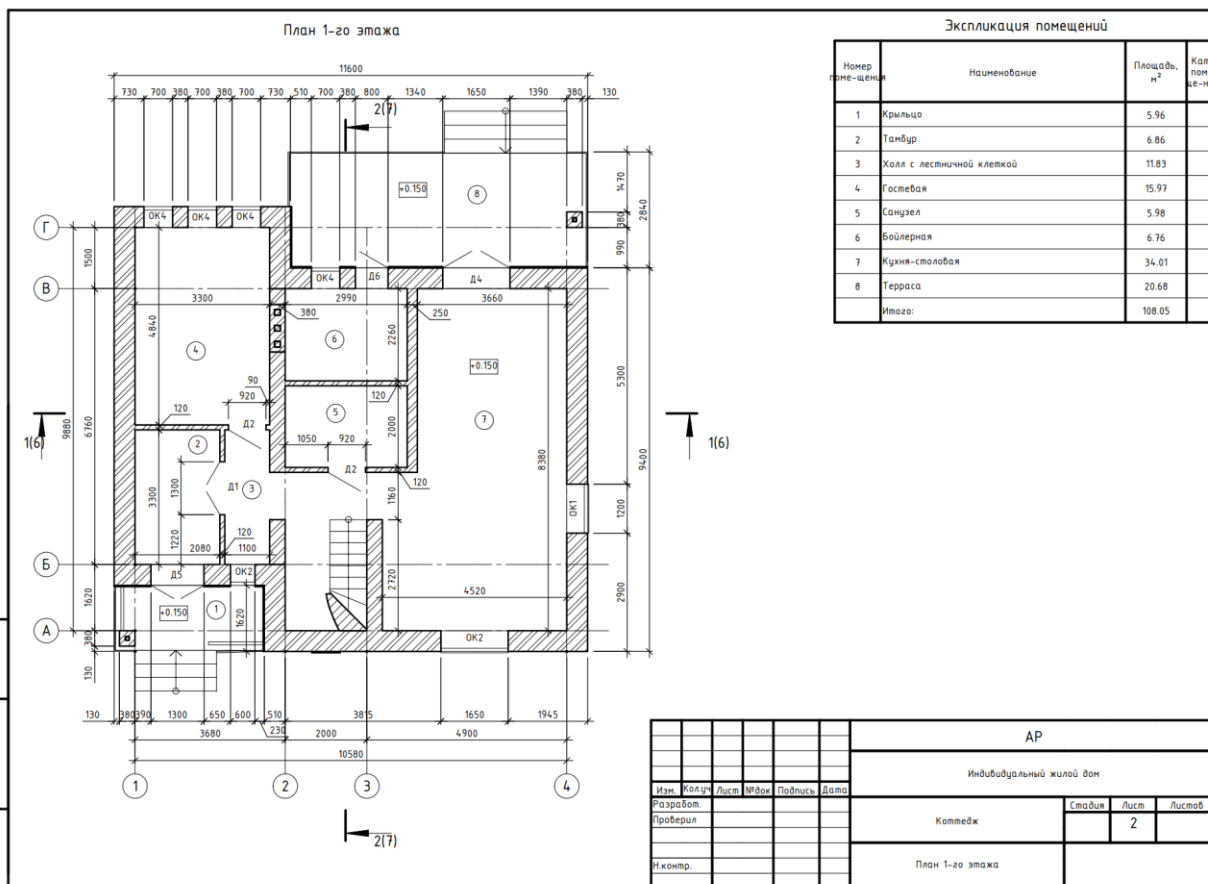 План 1-го этажа
11600
730 700 380 700 380 700 730 510 700 380 800 1340 1650 1390 380 130
2(7)
+0.150
8
1470
380
990
2840
ОК4 ОК4 ОК4
Г
В
Б
А
1500
6760
9880
1620
380
130
ОК4 Д6 Д4
3300 2990 3660
380 250
4840
2260
6
4
+0.150
5300
90
920
120
120
5
7
1(6)
1(6)
Д2
2
1050 920
2000
8380
9400
Д2
Д1
3
1300
3300
120
1160
ОК1
1200
1220
120
2080 1100
Д5 ОК2
2720
4520
2900
+0.150
1
1620
ОК2
130 380 390 1300 650 600 510 3815 1650 1945
230
3680 2000 4900
10580
1 2 3 4
2(7)
Экспликация помещений
Номер поме-щения Наименование Площадь, м²
1 Крыльцо 5.96
2 Тамбур 6.86
3 Холл с лестничной клеткой 11.83
4 Гостевая 15.97
5 Санузел 5.98
6 Бойлерная 6.76
7 Кухня-столовая 34.01
8 Терраса 20.68
Итого: 108.05
АР
Индивидуальный жилой дом
Изм. Кол.уч Лист №док Подпись Дата
Разработ.
Проверил
Н.контр.
Коттедж
Стадия Лист Листов
2
План 1-го этажа